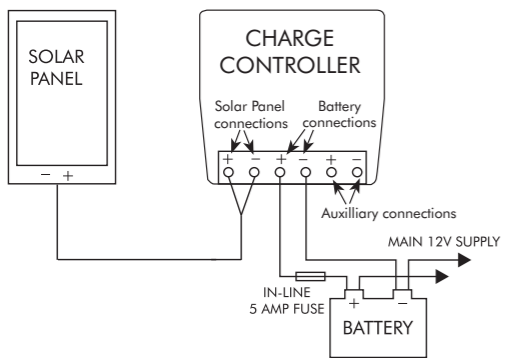 SOLAR
PANEL
− +
CHARGE
CONTROLLER
Solar Panel
connections
Battery
connections
+ − + − + −
Auxilliary connections
MAIN 12V SUPPLY
IN-LINE
5 AMP FUSE
+ −
BATTERY